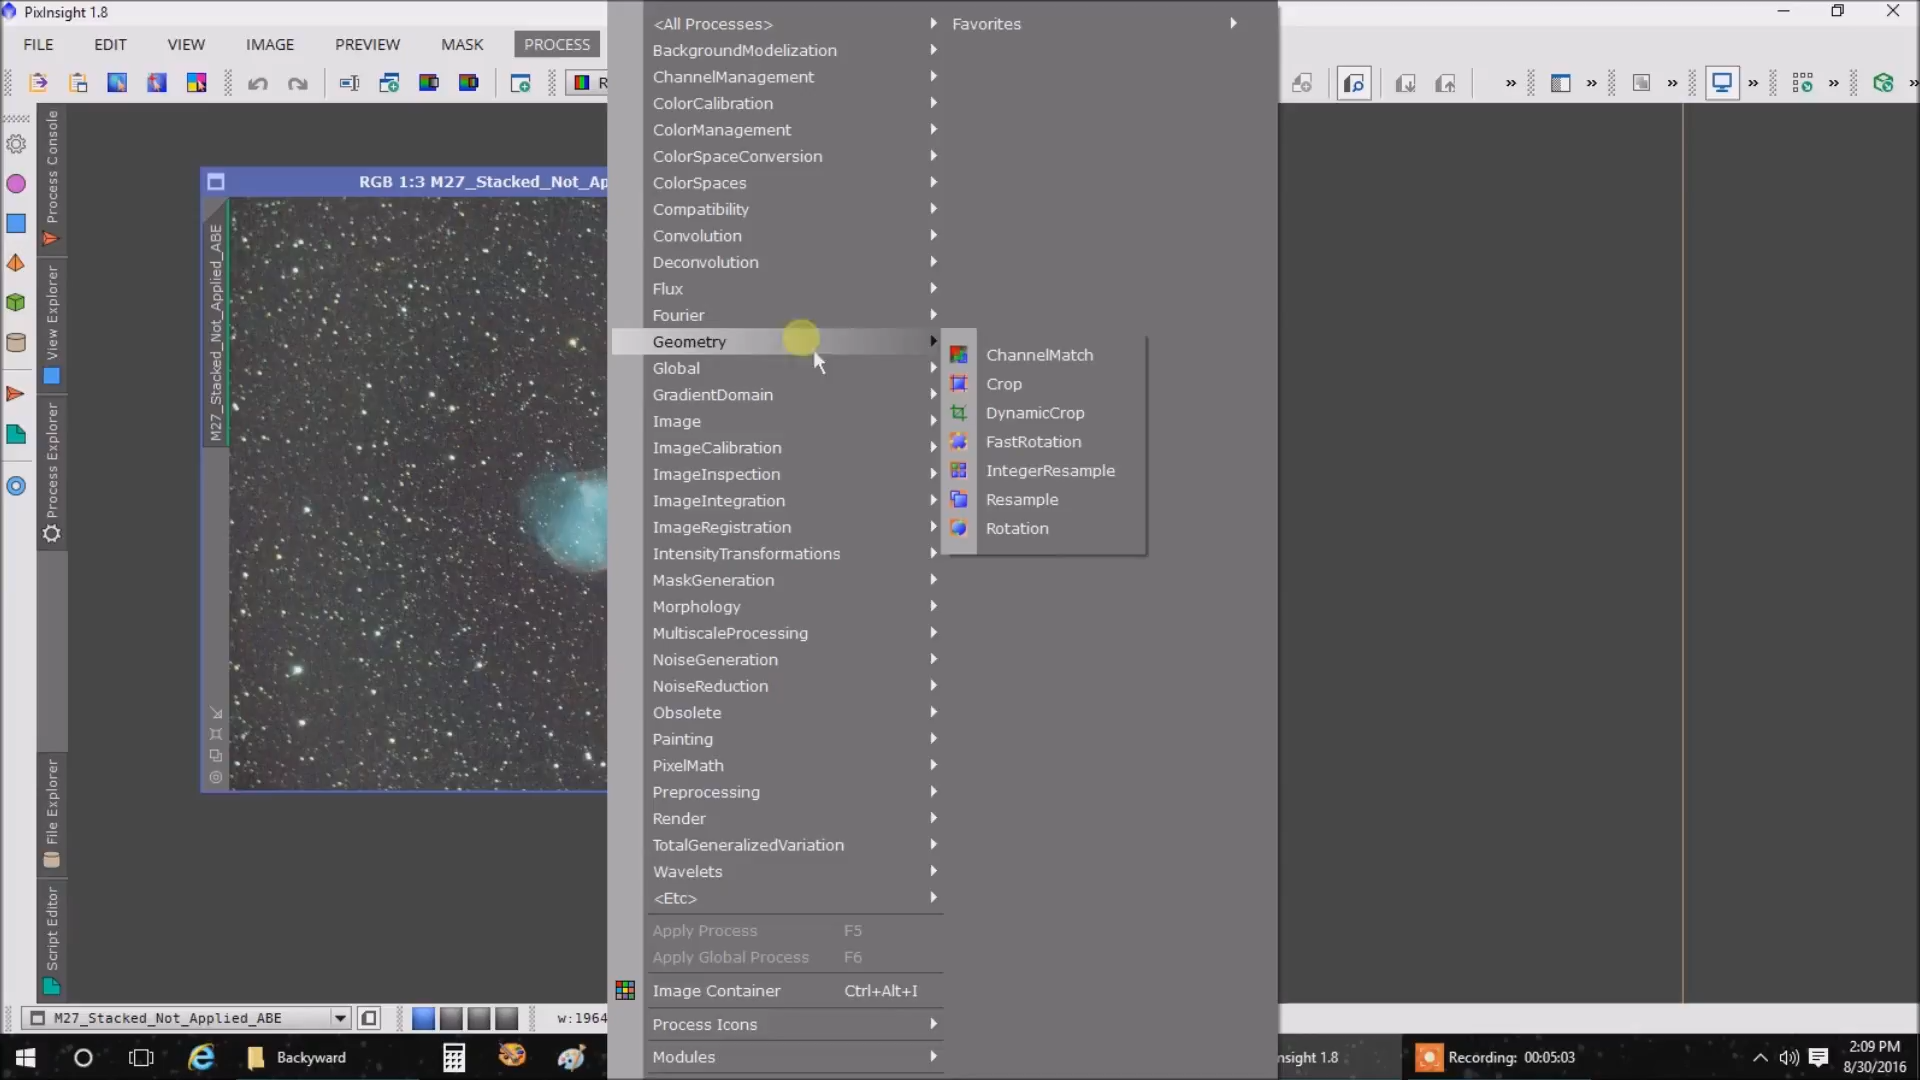 PixInsight 1.8
FILE
EDIT
VIEW
IMAGE
PREVIEW
MASK
PROCESS
R
Process Console
View Explorer
Process Explorer
File Explorer
Script Editor
RGB 1:3 M27_Stacked_Not_Ap
M27_Stacked_Not_Applied_ABE
<All Processes>
BackgroundModelization
ChannelManagement
ColorCalibration
ColorManagement
ColorSpaceConversion
ColorSpaces
Compatibility
Convolution
Deconvolution
Flux
Fourier
Geometry
Global
GradientDomain
Image
ImageCalibration
ImageInspection
ImageIntegration
ImageRegistration
IntensityTransformations
MaskGeneration
Morphology
MultiscaleProcessing
NoiseGeneration
NoiseReduction
Obsolete
Painting
PixelMath
Preprocessing
Render
TotalGeneralizedVariation
Wavelets
<Etc>
Apply Process F5
Apply Global Process F6
Image Container Ctrl+Alt+I
Process Icons
Modules
Favorites
ChannelMatch
Crop
DynamicCrop
FastRotation
IntegerResample
Resample
Rotation
M27_Stacked_Not_Applied_ABE
w:1964
Backyward
nsight 1.8
Recording: 00:05:03
2:09 PM
8/30/2016